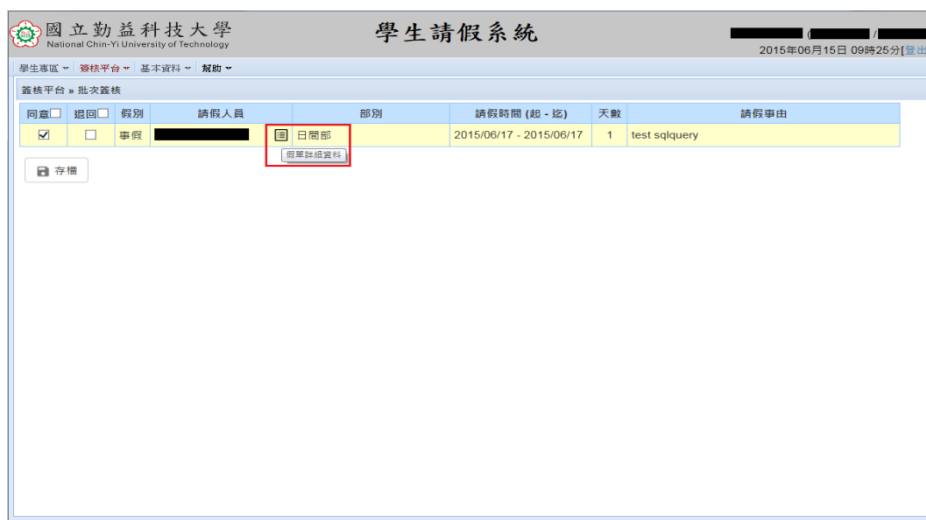 國立勤益科技大學
National Chin-Yi University of Technology
學生請假系統
( /
2015年06月15日 09時25分[登出
學生專區 簽核平台 基本資料 幫助
簽核平台 » 批次簽核
同意 退回 假別 請假人員 部別 請假時間 (起 - 迄) 天數 請假事由
事假 日間部 2015/06/17 - 2015/06/17 1 test sqlquery
假單詳細資料
存檔